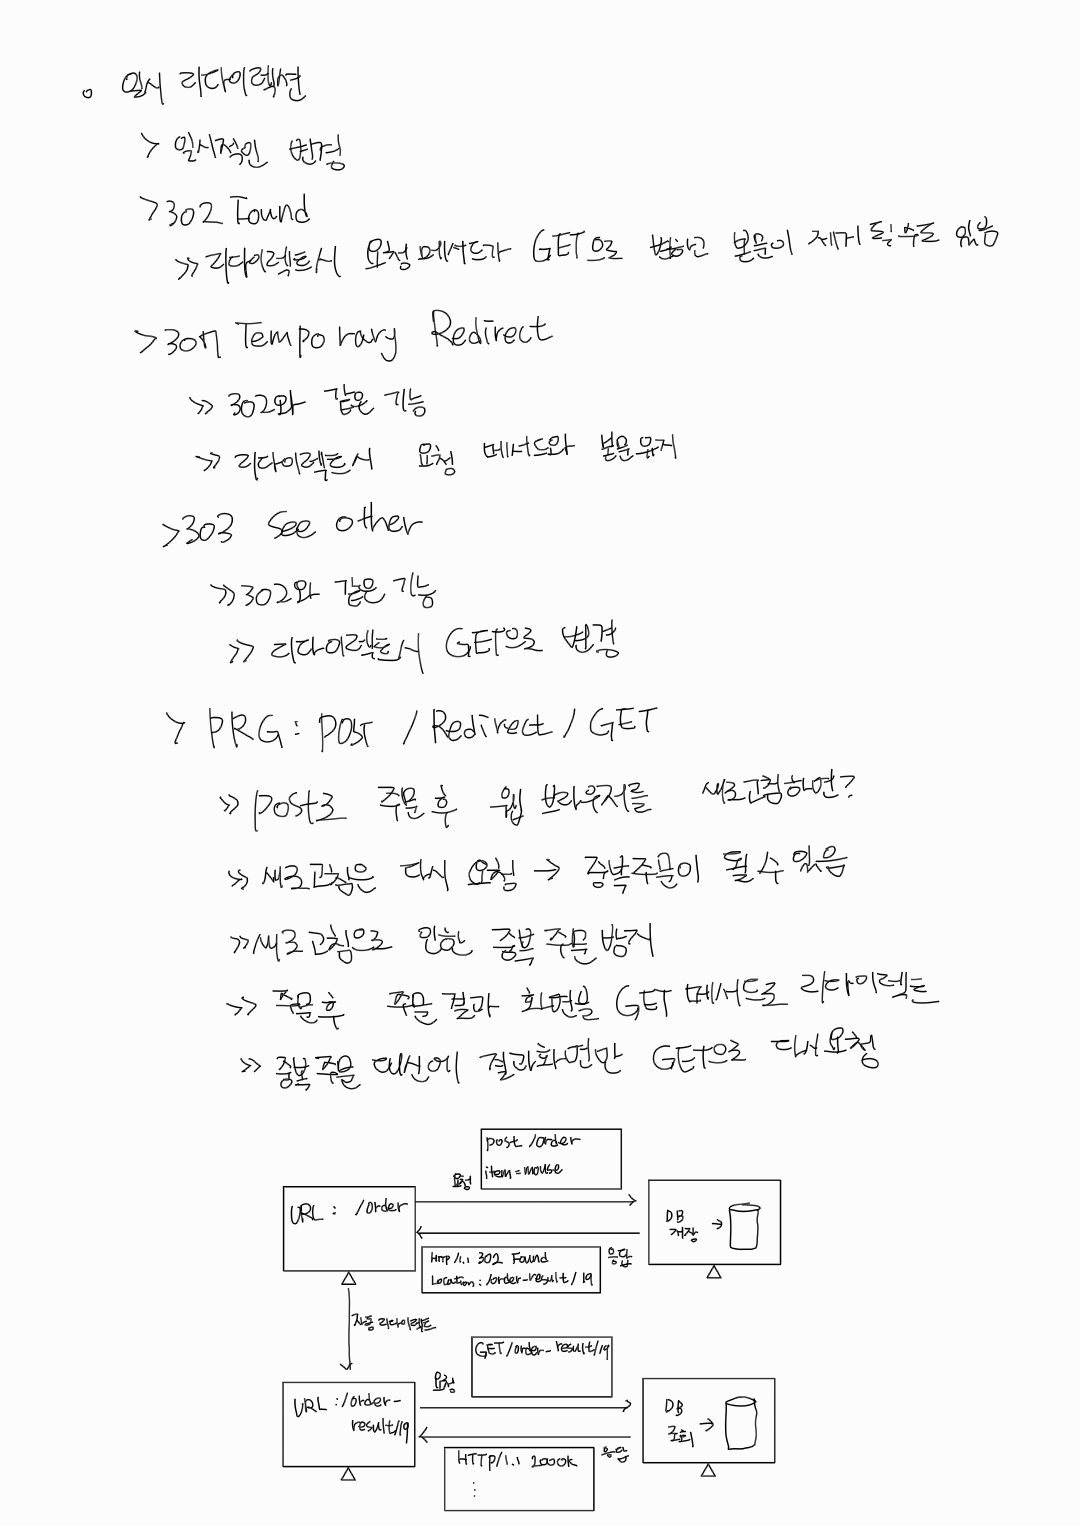 。 일시 리다이렉션
> 일시적인 변경
> 302 Found
>> 리다이렉트시 요청 메서드가 GET으로 변하고 본문이 제거 될수도 있음
> 307 Temporary Redirect
>> 302와 같은 기능
>> 리다이렉트시 요청 메서드와 본문유지
> 303 See other
>> 302와 같은 기능
>> 리다이렉트시 GET으로 변경
> PRG : POST / Redirect / GET
>> POST로 주문후 웹 브라우저를 새로고침하면?
>> 새로고침은 다시 요청 → 중복주문이 될 수 있음
>> 새로고침으로 인한 중복 주문 방지
>> 주문후 주문 결과 화면을 GET 메서드로 리다이렉트
>> 중복 주문 대신에 결과화면만 GET으로 다시 요청
post /order
item = mouse
요청
URL : /order
DB
저장 →
응답
Http /1.1 302 Found
Location : /order-result / 19
자동 리다이렉트
GET /order-result/19
요청
URL : /order-
result/19
DB
조회 →
응답
HTTP/1.1 200 ok
⋮